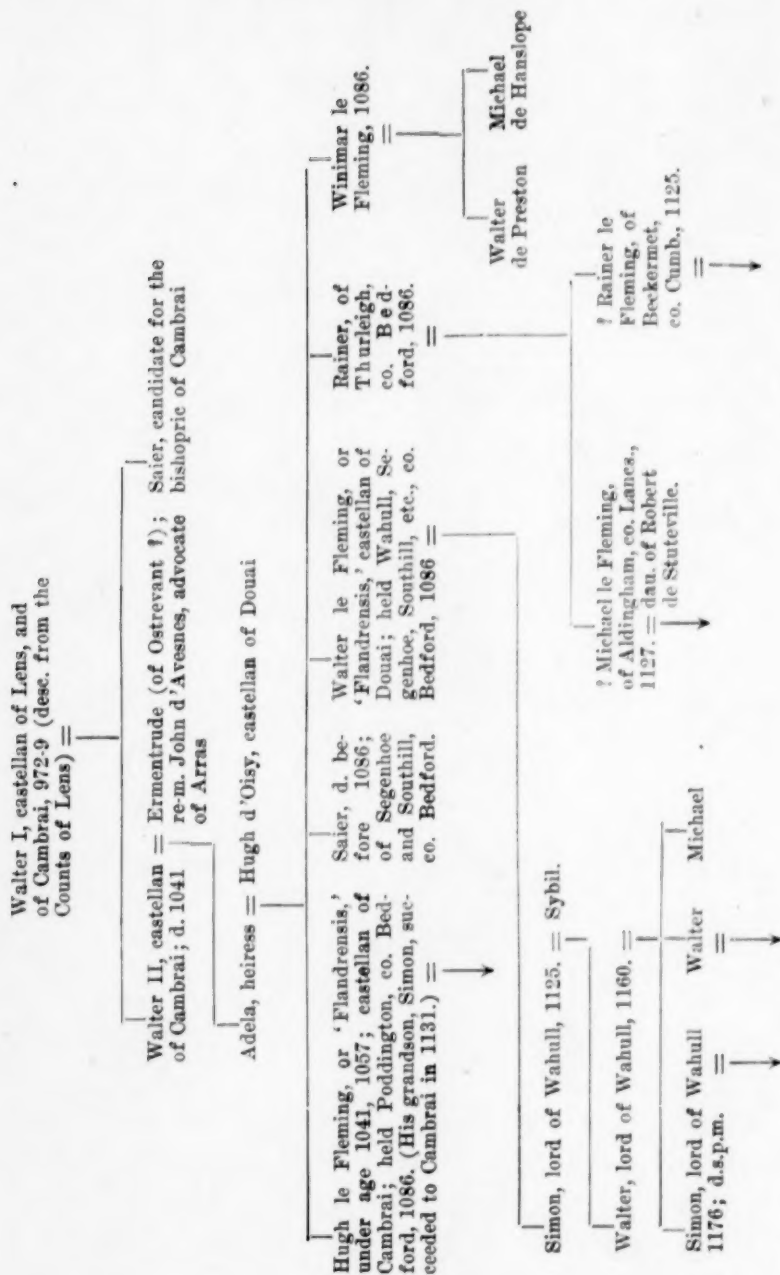 Walter I, castellan of Lens, and
of Cambrai, 972-9 (desc. from the
Counts of Lens) =
Walter II, castellan = Ermentrude (of Ostrevant ?);
of Cambrai; d. 1041
re-m. John d'Avesnes, advocate
of Arras
Saier, candidate for the
bishopric of Cambrai
Adela, heiress = Hugh d'Oisy, castellan of Douai
Hugh le Fleming, or 'Flandrensis,'
under age 1041, 1057; castellan of
Cambrai; held Poddington, co. Bed-
ford, 1086. (His grandson, Simon, suc-
ceeded to Cambrai in 1131.) =
Saier, d. be-
fore 1086;
of Segenhoe
and Southill,
co. Bedford.
Walter le Fleming, or
'Flandrensis,' castellan of
Douai; held Wahull, Se-
genhoe, Southill, etc., co.
Bedford, 1086 =
Rainer, of
Thurleigh,
co. Bed-
ford, 1086.
=
Winimar le
Fleming, 1086.
=
Walter
de Preston
Michael
de Hanslope
Simon, lord of Wahull, 1125. = Sybil.
? Michael le Fleming,
of Aldingham, co. Lancs.,
1127. = dau. of Robert
de Stuteville.
? Rainer le
Fleming, of
Beckermet,
co. Cumb., 1125.
=
Walter, lord of Wahull, 1160. =
Simon, lord of Wahull
1176; d.s.p.m.
=
Walter
=
Michael